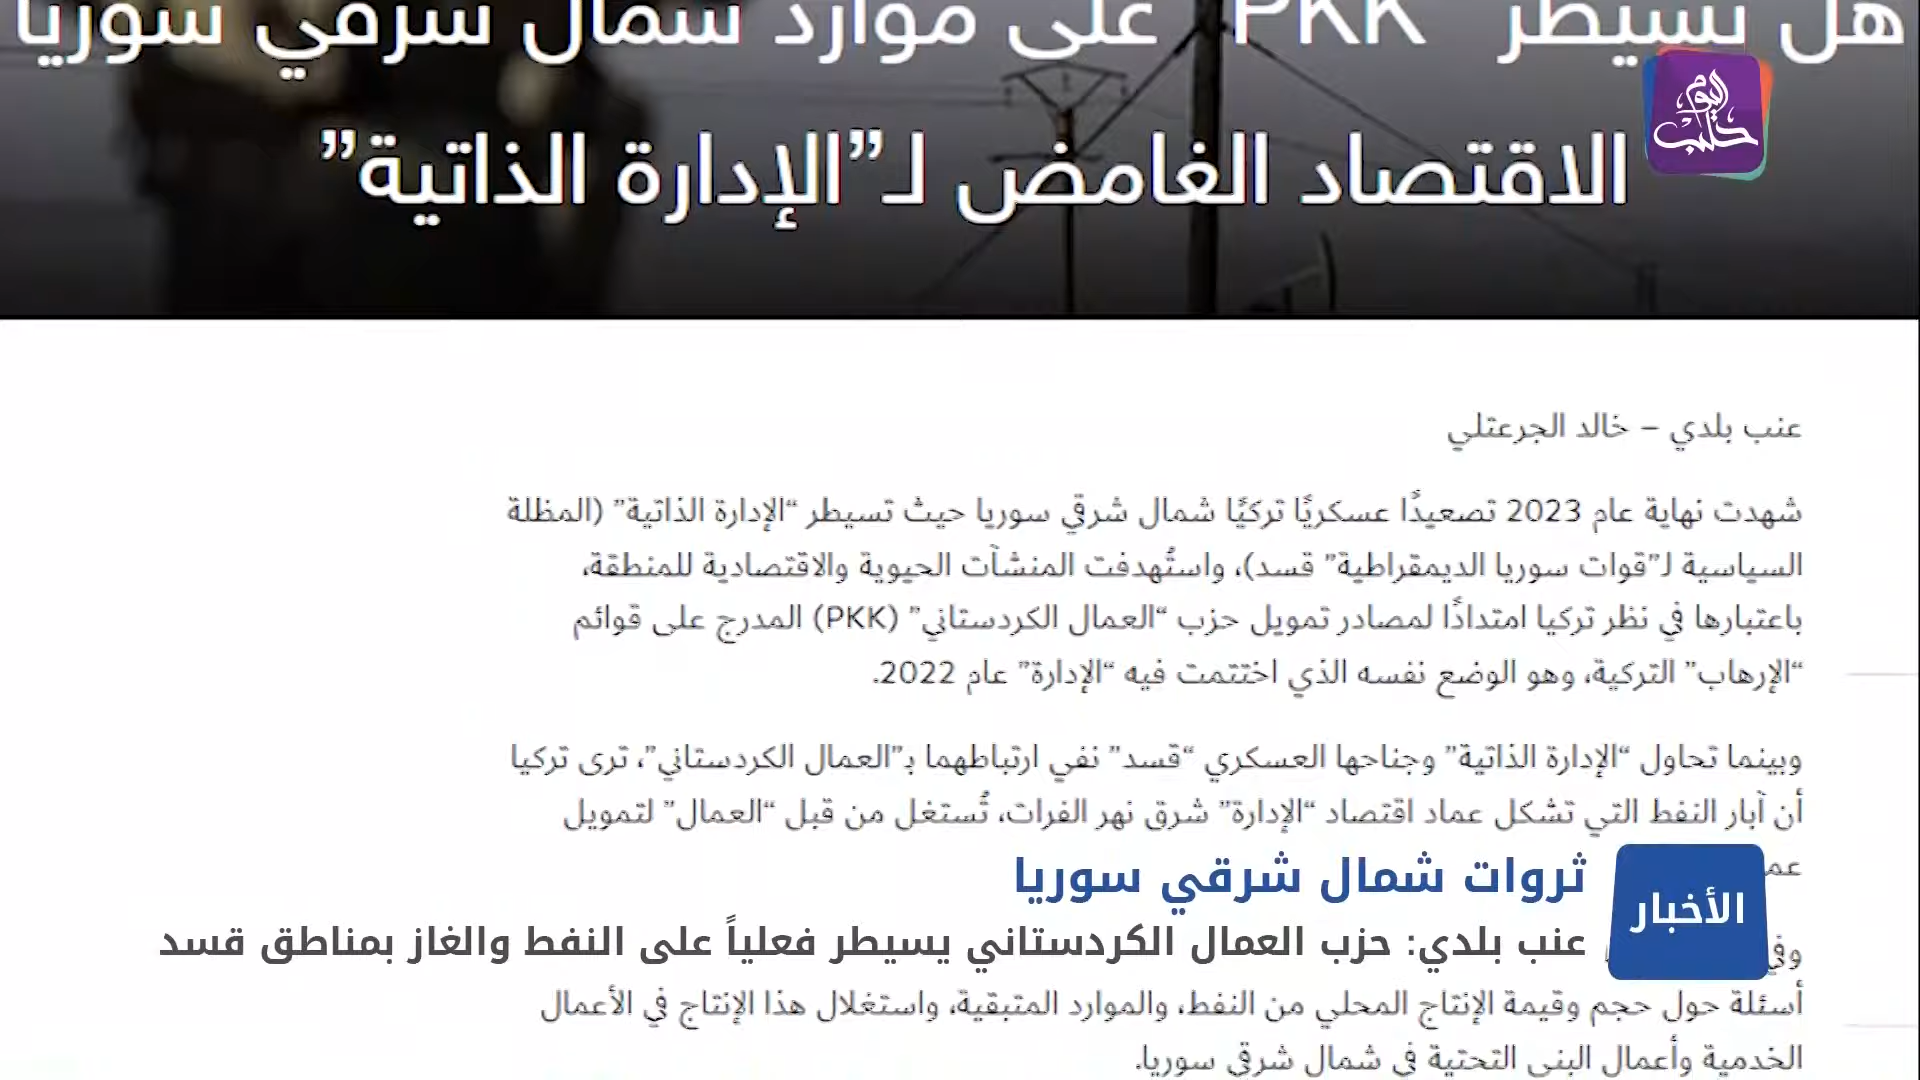 هل تسيطر "PKK" على موارد شمال شرقي سوريا
الاقتصاد الغامض لـ”الإدارة الذاتية”
حلب اليوم
عنب بلدي – خالد الجرعتلي
شهدت نهاية عام 2023 تصعيدًا عسكريًا تركيًا شمال شرقي سوريا حيث تسيطر “الإدارة الذاتية” (المظلة
السياسية لـ”قوات سوريا الديمقراطية” قسد)، واستُهدفت المنشآت الحيوية والاقتصادية للمنطقة،
باعتبارها في نظر تركيا امتدادًا لمصادر تمويل حزب “العمال الكردستاني” (PKK) المدرج على قوائم
“الإرهاب” التركية، وهو الوضع نفسه الذي اختتمت فيه “الإدارة” عام 2022.
وبينما تحاول “الإدارة الذاتية” وجناحها العسكري “قسد” نفي ارتباطهما بـ”العمال الكردستاني”، ترى تركيا
أن آبار النفط التي تشكل عماد اقتصاد “الإدارة” شرق نهر الفرات، تُستغل من قبل “العمال” لتمويل
الأخبار
ثروات شمال شرقي سوريا
عنب بلدي: حزب العمال الكردستاني يسيطر فعلياً على النفط والغاز بمناطق قسد
أسئلة حول حجم وقيمة الإنتاج المحلي من النفط، والموارد المتبقية، واستغلال هذا الإنتاج في الأعمال
الخدمية وأعمال البنى التحتية في شمال شرقي سوريا.